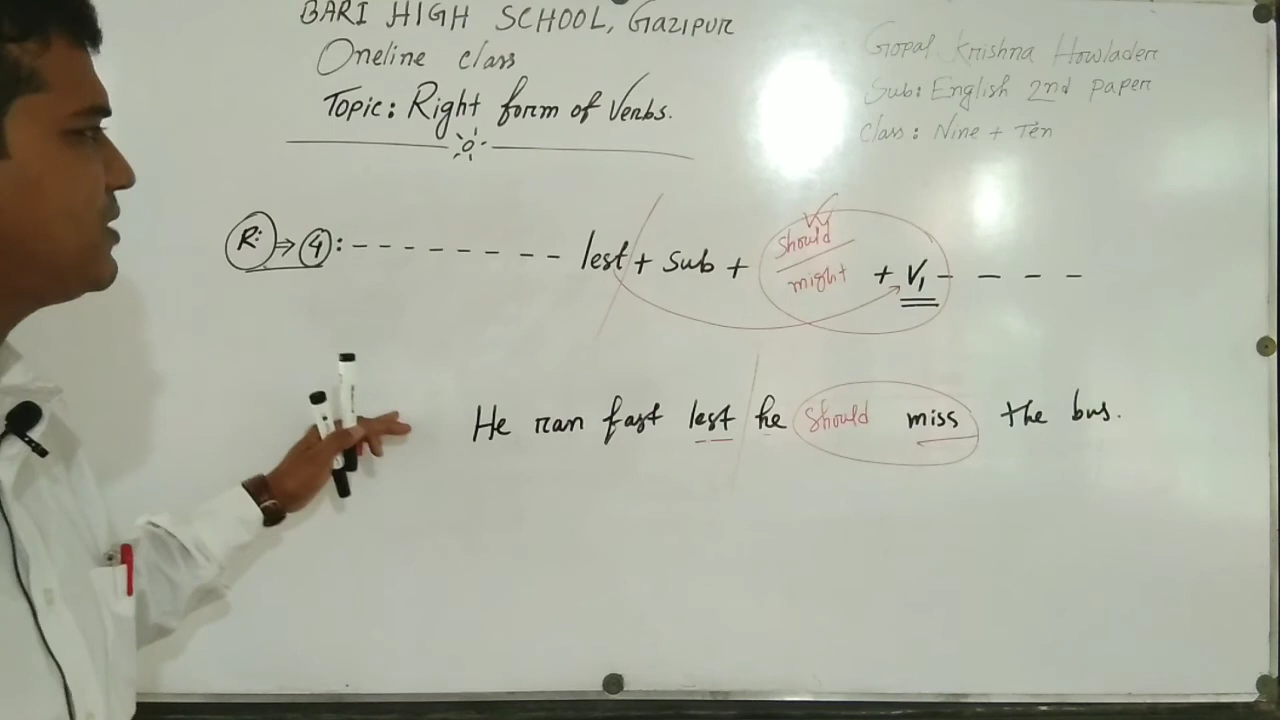 BARI HIGH SCHOOL, Gazipur
Oneline class
Topic: Right form of Verbs.
Gopal Krishna Howlader
Sub: English 2nd paper
Class: Nine + Ten
R: ⇒ 4: - - - - - - - - lest + sub + should/might + V1 - - - -
He ran fast lest he should miss the bus.